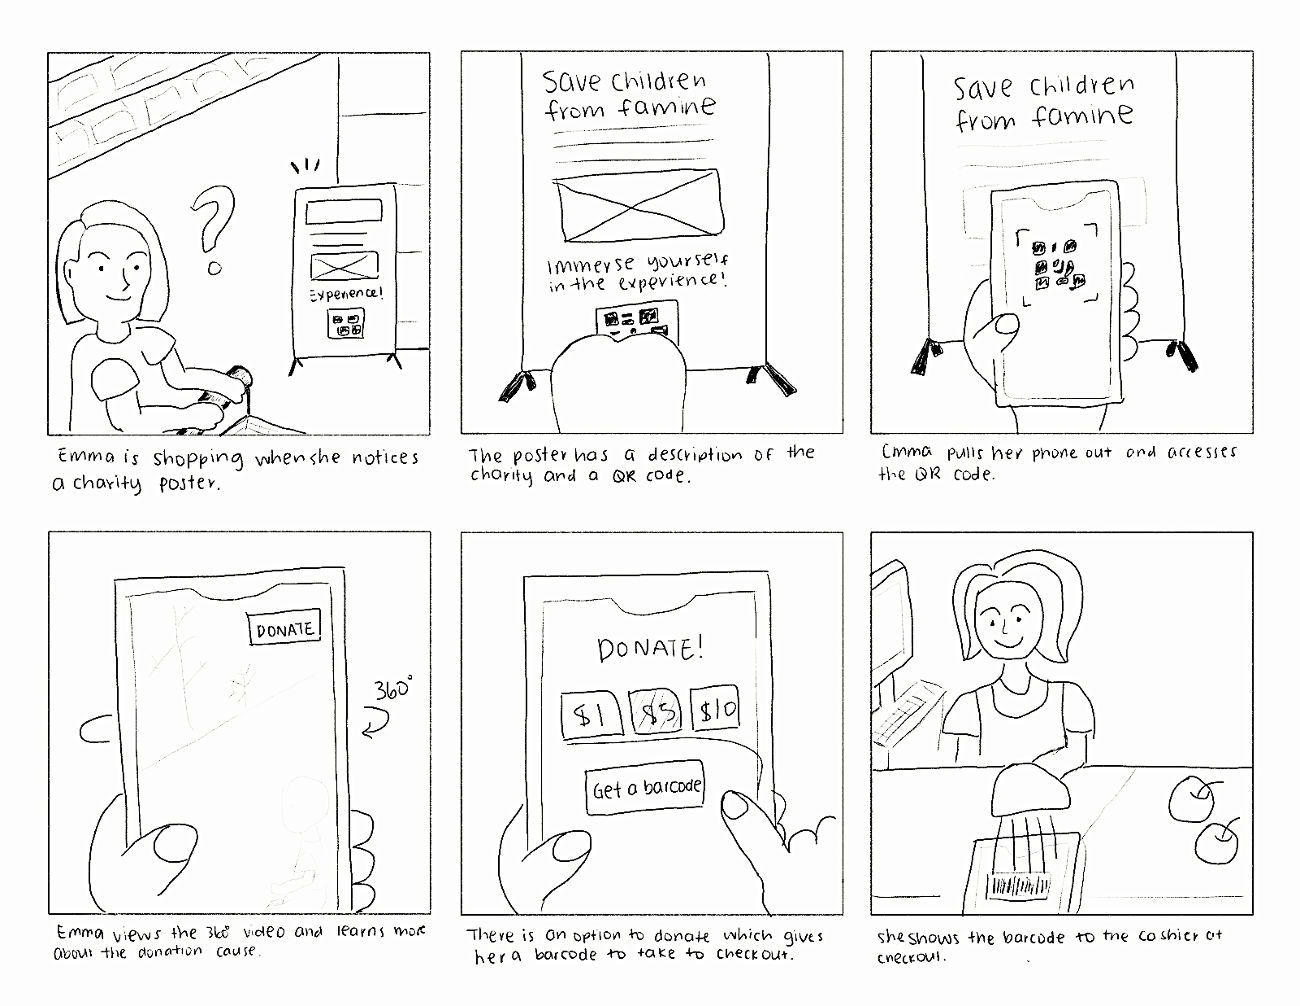 Experience!
Emma is shopping when she notices
a charity poster.
Save Children
from famine
Immerse yourself
in the experience!
The poster has a description of the
charity and a QR code.
Save Children
from famine
Emma pulls her phone out and accesses
the QR code.
DONATE
360°
Emma views the 360° video and learns more
about the donation cause.
DONATE!
$1 $5 $10
Get a barcode
There is an option to donate which gives
her a barcode to take to checkout.
She shows the barcode to the cashier at
checkout.